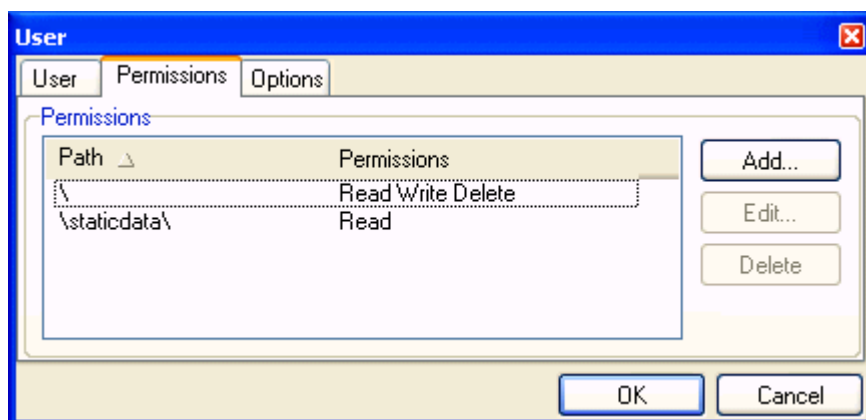 User
User Permissions Options
Permissions
Path Permissions
\ Read Write Delete
\staticdata\ Read
Add...
Edit...
Delete
OK Cancel